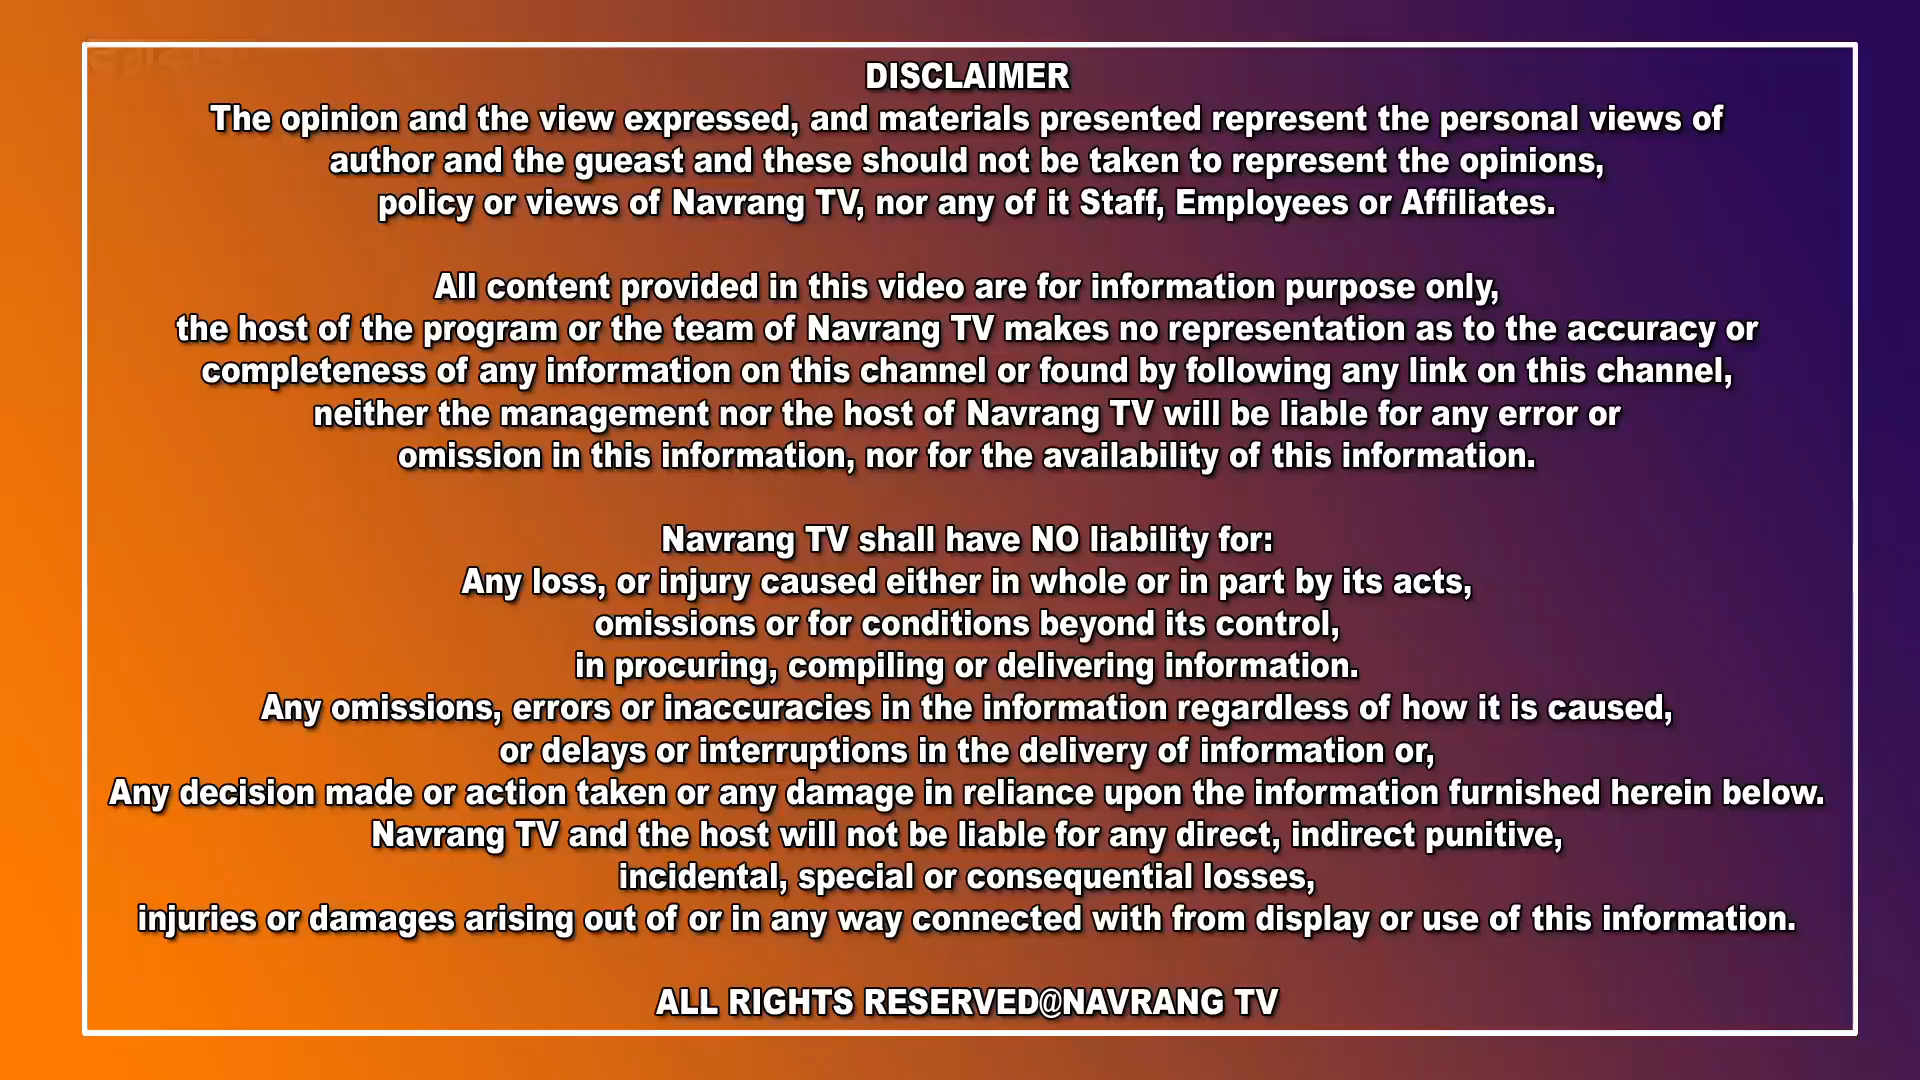 DISCLAIMER
The opinion and the view expressed, and materials presented represent the personal views of
author and the gueast and these should not be taken to represent the opinions,
policy or views of Navrang TV, nor any of it Staff, Employees or Affiliates.
All content provided in this video are for information purpose only,
the host of the program or the team of Navrang TV makes no representation as to the accuracy or
completeness of any information on this channel or found by following any link on this channel,
neither the management nor the host of Navrang TV will be liable for any error or
omission in this information, nor for the availability of this information.
Navrang TV shall have NO liability for:
Any loss, or injury caused either in whole or in part by its acts,
omissions or for conditions beyond its control,
in procuring, compiling or delivering information.
Any omissions, errors or inaccuracies in the information regardless of how it is caused,
or delays or interruptions in the delivery of information or,
Any decision made or action taken or any damage in reliance upon the information furnished herein below.
Navrang TV and the host will not be liable for any direct, indirect punitive,
incidental, special or consequential losses,
injuries or damages arising out of or in any way connected with from display or use of this information.
ALL RIGHTS RESERVED@NAVRANG TV